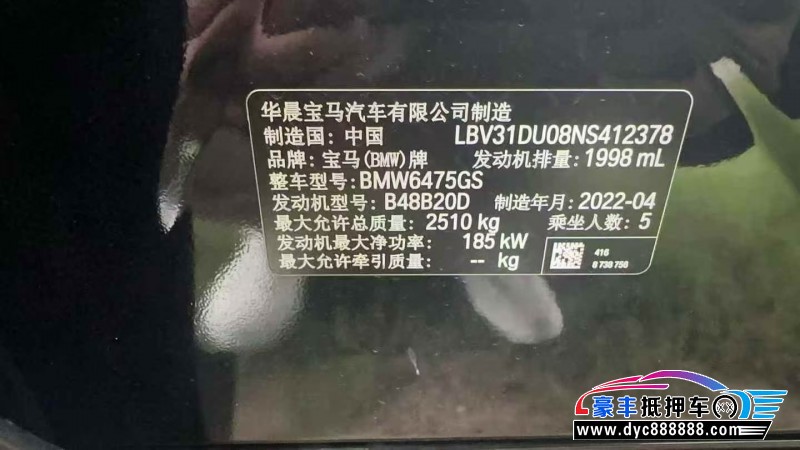 华晨宝马汽车有限公司制造
制造国: 中国 LBV31DU08NS412378
品牌: 宝马(BMW)牌 发动机排量: 1998 mL
整车型号: BMW6475GS
发动机型号: B48B20D 制造年月: 2022-04
最大允许总质量: 2510 kg 乘坐人数: 5
发动机最大净功率: 185 kW
最大允许牵引质量: -- kg
416
8 730 750
豪丰抵押车网
www.dyc888888.com